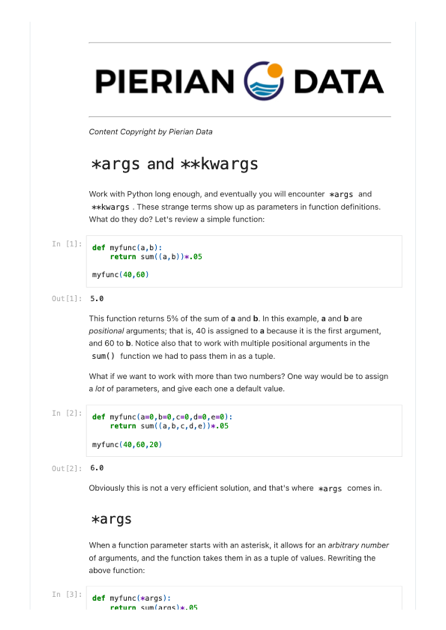 PIERIAN DATA
Content Copyright by Pierian Data
*args and **kwargs
Work with Python long enough, and eventually you will encounter *args and
**kwargs . These strange terms show up as parameters in function definitions.
What do they do? Let's review a simple function:
In [1]: def myfunc(a,b):
    return sum((a,b))*.05
myfunc(40,60)
Out[1]: 5.0
This function returns 5% of the sum of a and b. In this example, a and b are
positional arguments; that is, 40 is assigned to a because it is the first argument,
and 60 to b. Notice also that to work with multiple positional arguments in the
sum() function we had to pass them in as a tuple.
What if we want to work with more than two numbers? One way would be to assign
a lot of parameters, and give each one a default value.
In [2]: def myfunc(a=0,b=0,c=0,d=0,e=0):
    return sum((a,b,c,d,e))*.05
myfunc(40,60,20)
Out[2]: 6.0
Obviously this is not a very efficient solution, and that's where *args comes in.
*args
When a function parameter starts with an asterisk, it allows for an arbitrary number
of arguments, and the function takes them in as a tuple of values. Rewriting the
above function:
In [3]: def myfunc(*args):
    return sum(args)*.05